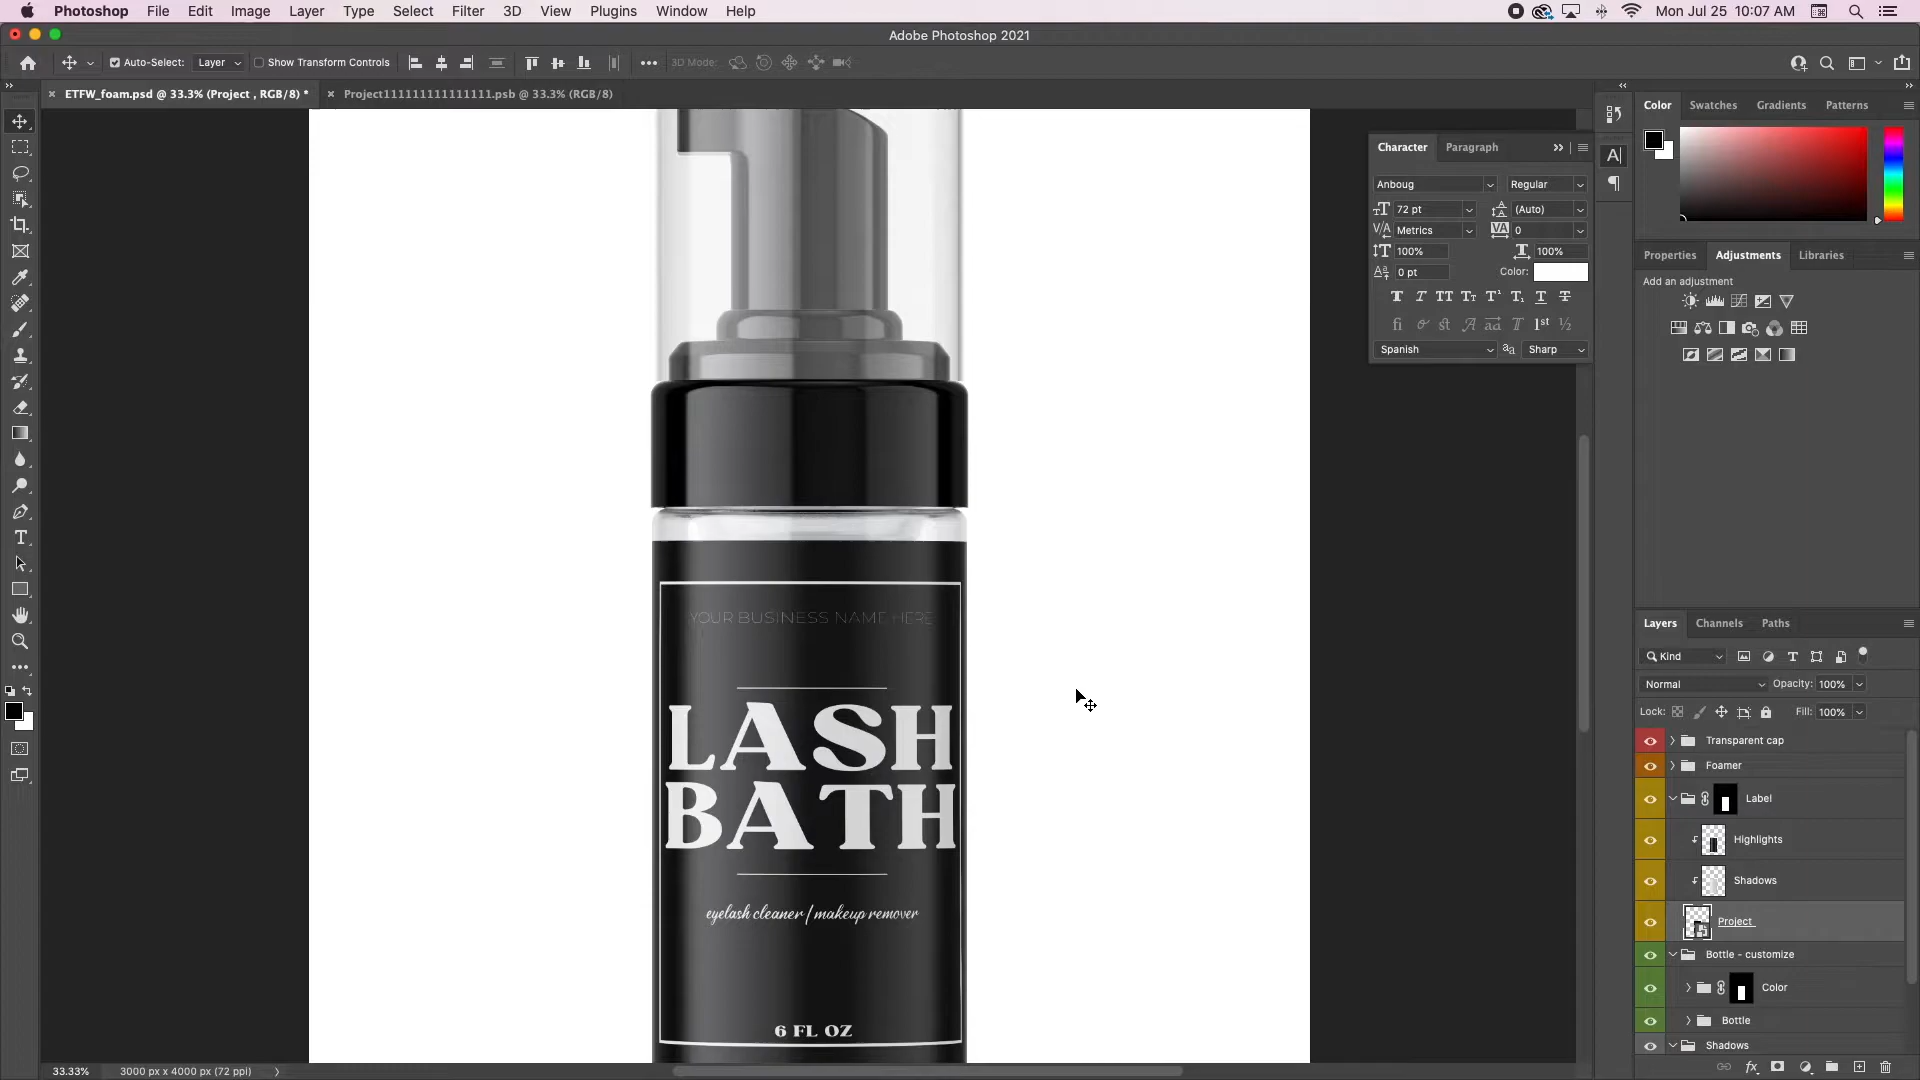 Photoshop File Edit Image Layer Type Select Filter 3D View Plugins Window Help Mon Jul 25 10:07 AM
Adobe Photoshop 2021
Auto-Select: Layer Show Transform Controls 3D Mode:
ETFW_foam.psd @ 33.3% (Project , RGB/8) * Project111111111111111.psb @ 33.3% (RGB/8)
Color Swatches Gradients Patterns
Character Paragraph
Anboug Regular
72 pt (Auto)
Metrics 0
100% 100%
0 pt Color:
Spanish Sharp
Properties Adjustments Libraries
Add an adjustment
YOUR BUSINESS NAME HERE
LASH
BATH
eyelash cleaner / makeup remover
6 FL OZ
Layers Channels Paths
Kind
Normal Opacity: 100%
Lock: Fill: 100%
Transparent cap
Foamer
Label
Highlights
Shadows
Project
Bottle - customize
Color
Bottle
Shadows
33.33% 3000 px x 4000 px (72 ppi)